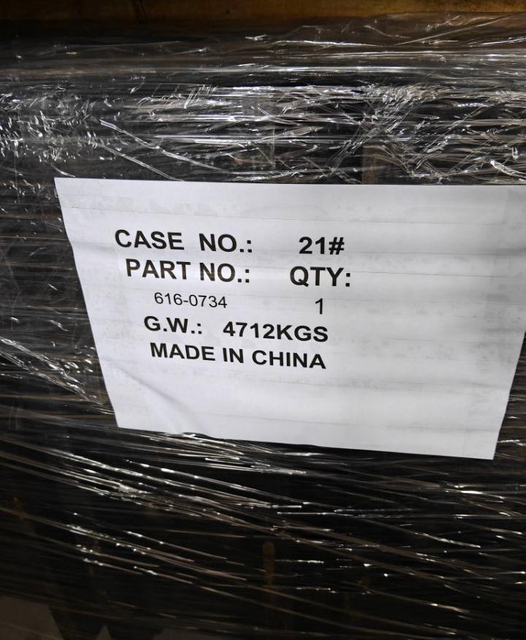 CASE NO.: 21#
PART NO.: QTY:
616-0734 1
G.W.: 4712KGS
MADE IN CHINA